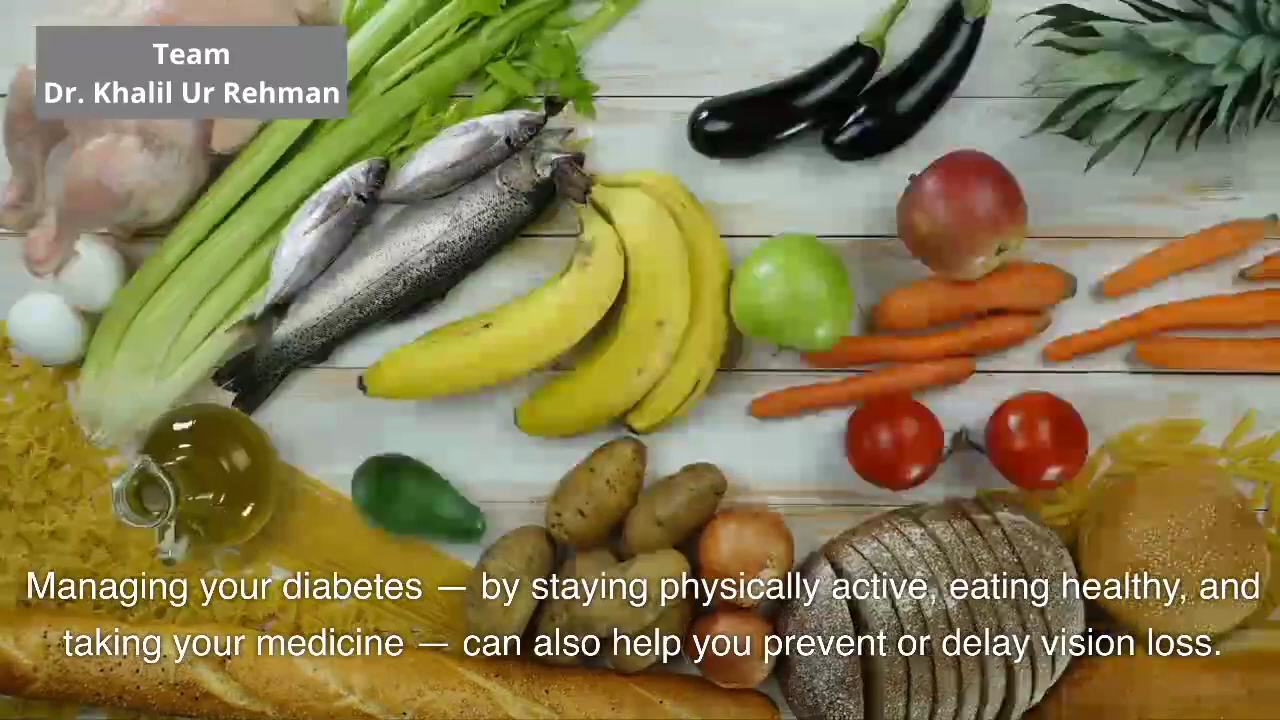 Team
Dr. Khalil Ur Rehman
Managing your diabetes — by staying physically active, eating healthy, and
taking your medicine — can also help you prevent or delay vision loss.